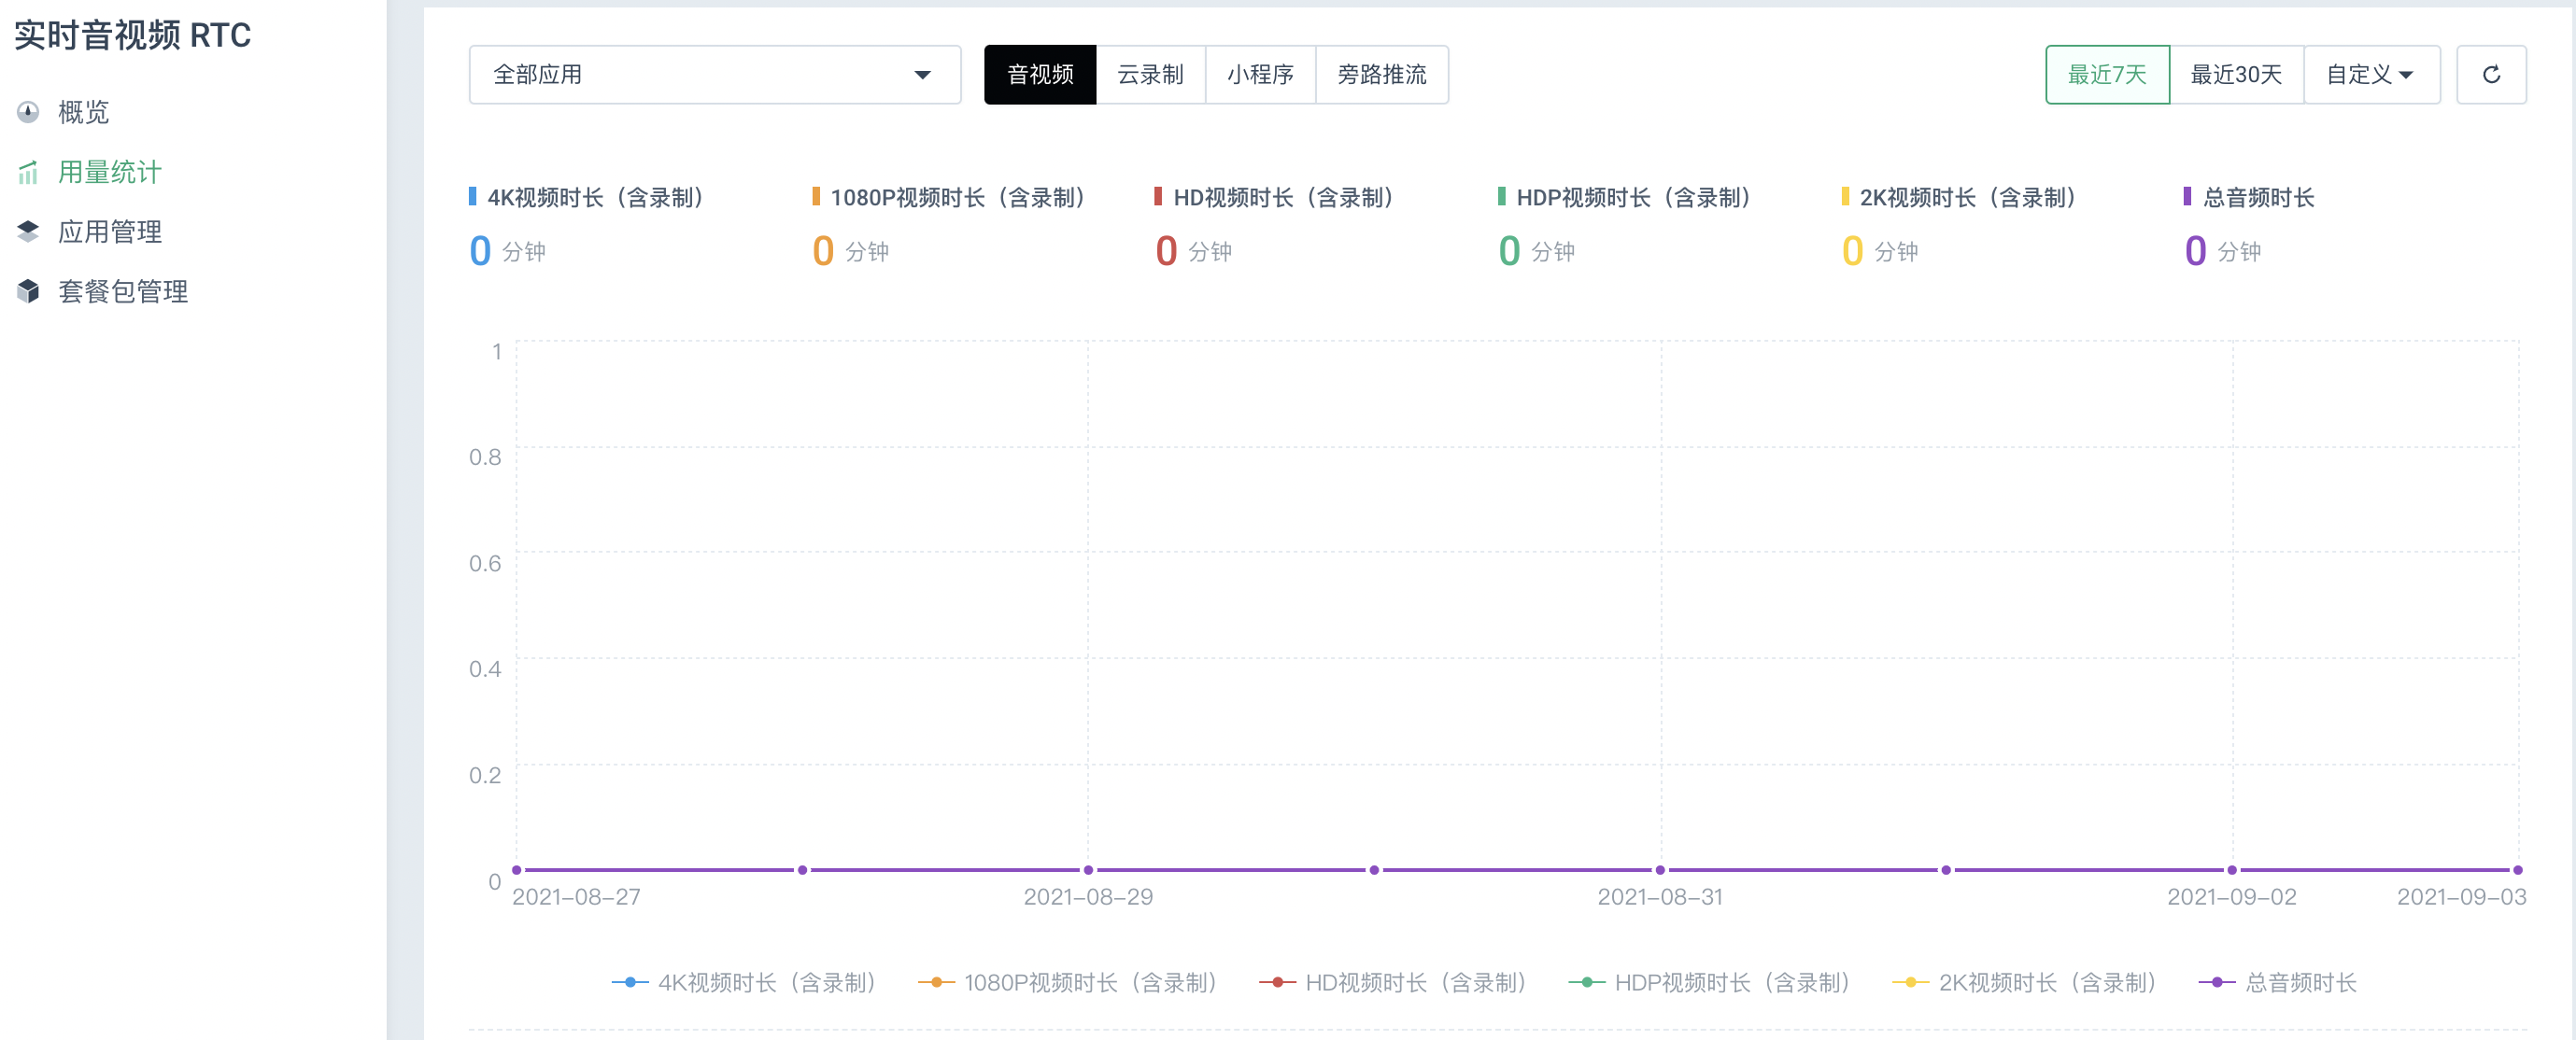 实时音视频 RTC
概览
用量统计
应用管理
套餐包管理
全部应用
音视频 云录制 小程序 旁路推流
最近7天 最近30天 自定义
4K视频时长（含录制） 1080P视频时长（含录制） HD视频时长（含录制） HDP视频时长（含录制） 2K视频时长（含录制） 总音频时长
0 分钟 0 分钟 0 分钟 0 分钟 0 分钟 0 分钟
1
0.8
0.6
0.4
0.2
0
2021-08-27 2021-08-29 2021-08-31 2021-09-02 2021-09-03
4K视频时长（含录制） 1080P视频时长（含录制） HD视频时长（含录制） HDP视频时长（含录制） 2K视频时长（含录制） 总音频时长